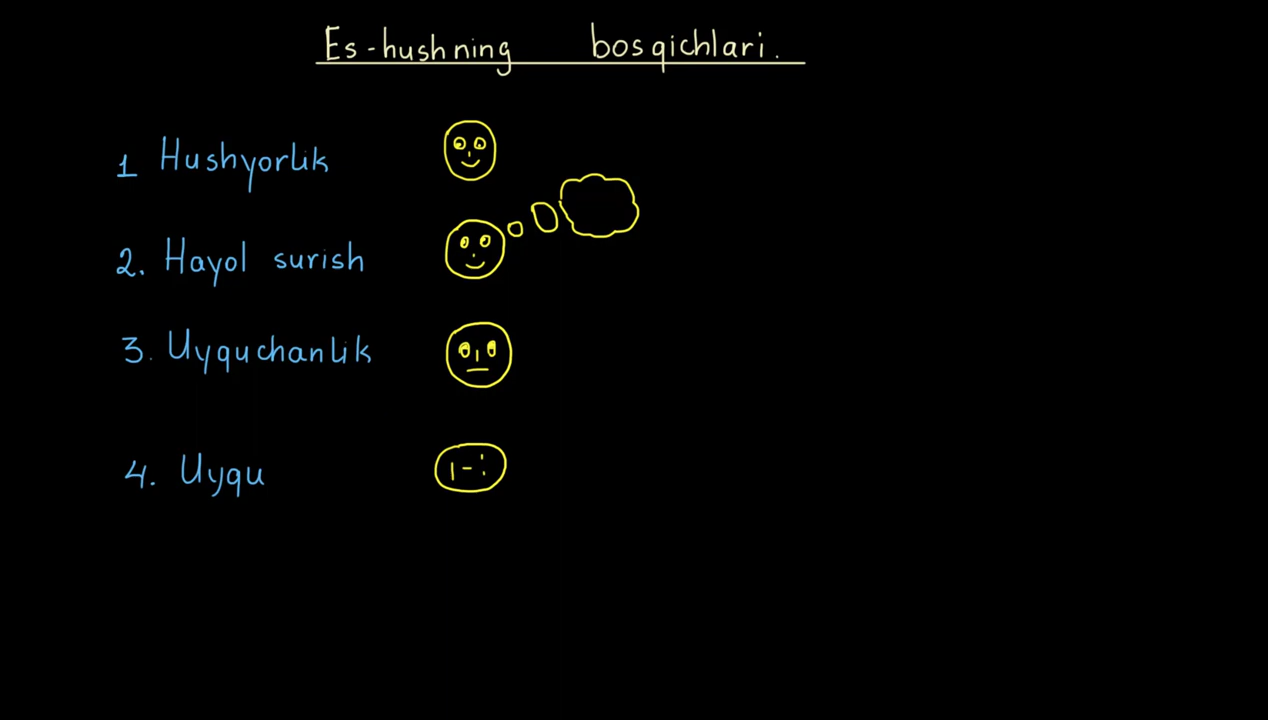 Es-hushning bosqichlari.
1 Hushyorlik
2. Hayol surish
3. Uyquchanlik
4. Uyqu